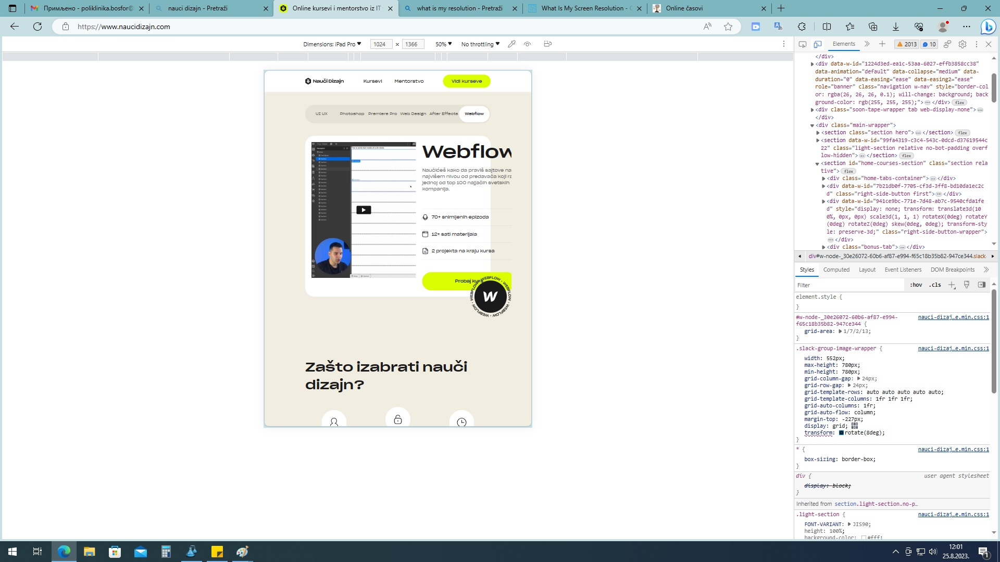 Примљено - poliklinika.bosfor@
nauci dizajn - Pretraži
Online kursevi i mentorstvo iz IT
what is my resolution - Pretraži
What Is My Screen Resolution -
Online časovi
https://www.naucidizajn.com
Dimensions: iPad Pro
1024 x 1366
50%
No throttling
Elements
2013
10
Nauči Dizajn
Kursevi
Mentorstvo
Vidi kurseve
UI UX
Photoshop
Premiere Pro
Web Design
After Effects
Webflow
Webflow
Naučićeš kako da praviš sajtove na
najvišem nivou od predavača koji ra
jednoj od top 100 najjačih svetskih
kompanija.
70+ snimljenih epizoda
12+ sati materijala
2 projekta na kraju kursa
Probaj kurs
WEBFLOW · WEBFLOW · WEBFLOW · WEBFLOW ·
Zašto izabrati nauči
dizajn?
</div>
<div data-w-id="1224d3ed-ea1c-53aa-6027-effb3858cc38"
data-animation="default" data-collapse="medium" data-
duration="0" data-easing="ease" data-easing2="ease"
role="banner" class="navigation w-nav" style="border-col
or: rgba(26, 26, 26, 0.1); will-change: background; back
ground-color: rgb(255, 255, 255);">…</div> flex
<div class="soon-tape-wrapper tab web-display-none">…
</div>
<div class="main-wrapper">
<section class="section hero">…</section> flex
<section data-w-id="99fa4319-c3c4-543c-0dcd-d37619544c
22" class="light-section relative no-bot-padding overf
low-hidden">…</section> flex
<section id="home-courses-section" class="section rela
tive"> flex
<div class="home-tabs-container">…</div>
<div data-w-id="7b21db0f-7705-cf3d-3ff8-bd10da1ec2c
d" class="right-side-button first">…</div>
<div data-w-id="941ce9bc-771e-7d48-ab7c-9540cfda1fe
d" style="display: none; transform: translate3d(10
0%, 0px, 0px) scale3d(1, 1, 1) rotateX(0deg) rotateY
(0deg) rotateZ(0deg) skew(0deg, 0deg); transform-sty
le: preserve-3d;" class="right-side-button-wrapper">
…</div>
<div class="bonus-tab">…</div>
div#w-node-_30e26072-60b6-af87-e994-f65c18b35b82-947ce344.slack-
Styles
Computed
Layout
Event Listeners
DOM Breakpoints
Filter
:hov
.cls
element.style {
}
#w-node-_30e26072-60b6-af87-e994- nauci-dizaj…e.min.css:1
f65c18b35b82-947ce344 {
grid-area: 1/7/2/13;
}
.slack-group-image-wrapper { nauci-dizaj…e.min.css:1
width: 552px;
max-height: 780px;
min-height: 780px;
grid-column-gap: 24px;
grid-row-gap: 24px;
grid-template-rows: auto auto auto auto auto;
grid-template-columns: 1fr 1fr 1fr;
grid-auto-columns: 1fr;
grid-auto-flow: column;
margin-top: -227px;
display: grid;
transform: rotate(8deg);
}
* { nauci-dizaj…e.min.css:1
box-sizing: border-box;
}
div { user agent stylesheet
display: block;
}
Inherited from section.light-section.no-p…
.light-section { nauci-dizaj…e.min.css:1
FONT-VARIANT: JIS90;
height: 100%;
background-color: #fff;
12:01
25.8.2023.
1